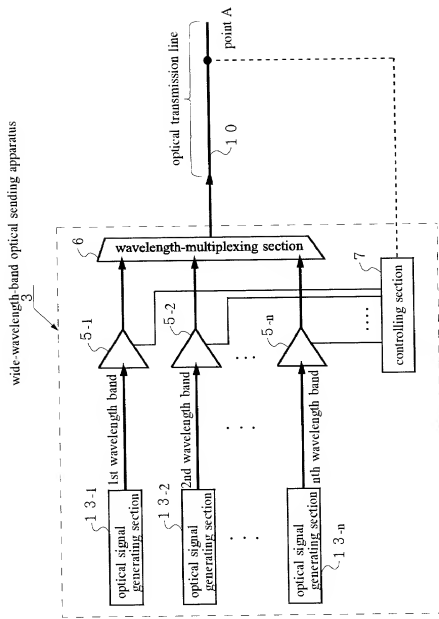 wide-wavelength-band optical sending apparatus
3
optical signal
generating section
13-1
1st wavelength band
5-1
optical signal
generating section
13-2
2nd wavelength band
5-2
optical signal
generating section
13-n
nth wavelength band
5-n
6
wavelength-multiplexing section
7
controlling section
optical transmission line
10
point A